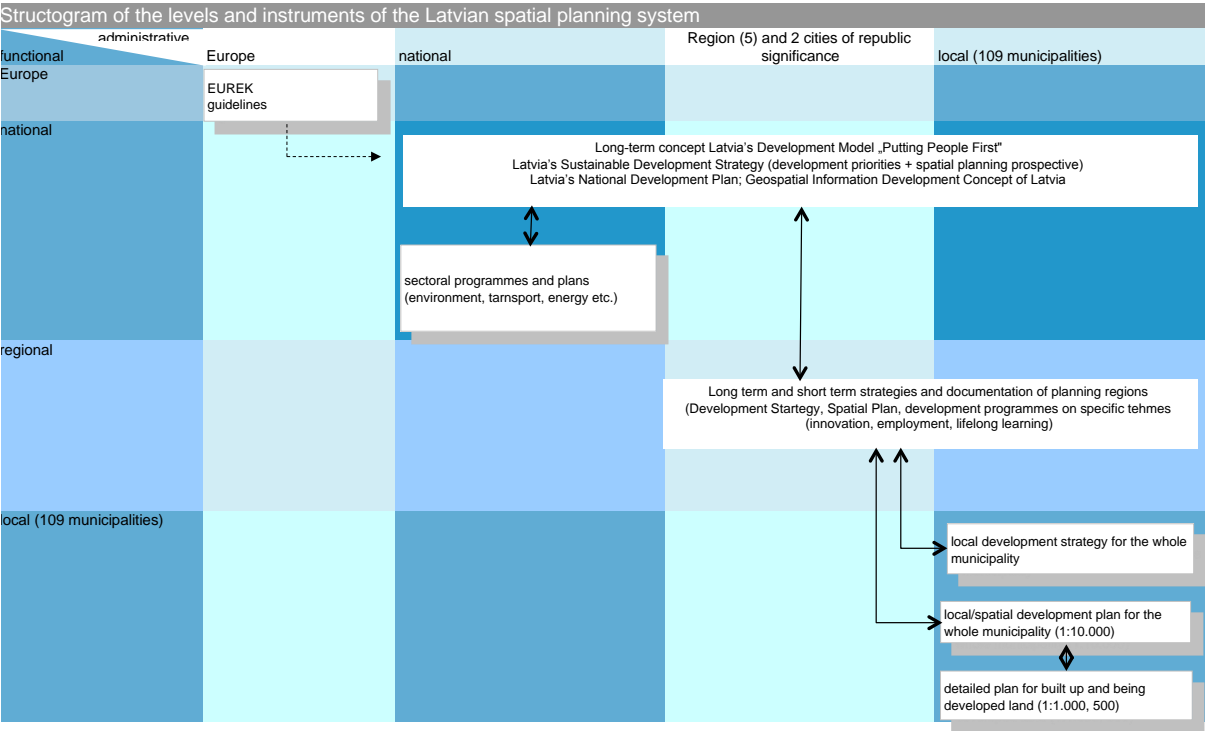 Structogram of the levels and instruments of the Latvian spatial planning system
administrative
functional
Europe
national
Region (5) and 2 cities of republic
significance
local (109 municipalities)
Europe
EUREK
guidelines
national
Long-term concept Latvia's Development Model „Putting People First"
Latvia's Sustainable Development Strategy (development priorities + spatial planning prospective)
Latvia's National Development Plan; Geospatial Information Development Concept of Latvia
sectoral programmes and plans
(environment, tarnsport, energy etc.)
regional
Long term and short term strategies and documentation of planning regions
(Development Startegy, Spatial Plan, development programmes on specific tehmes
(innovation, employment, lifelong learning)
local (109 municipalities)
local development strategy for the whole
municipality
local/spatial development plan for the
whole municipality (1:10.000)
detailed plan for built up and being
developed land (1:1.000, 500)